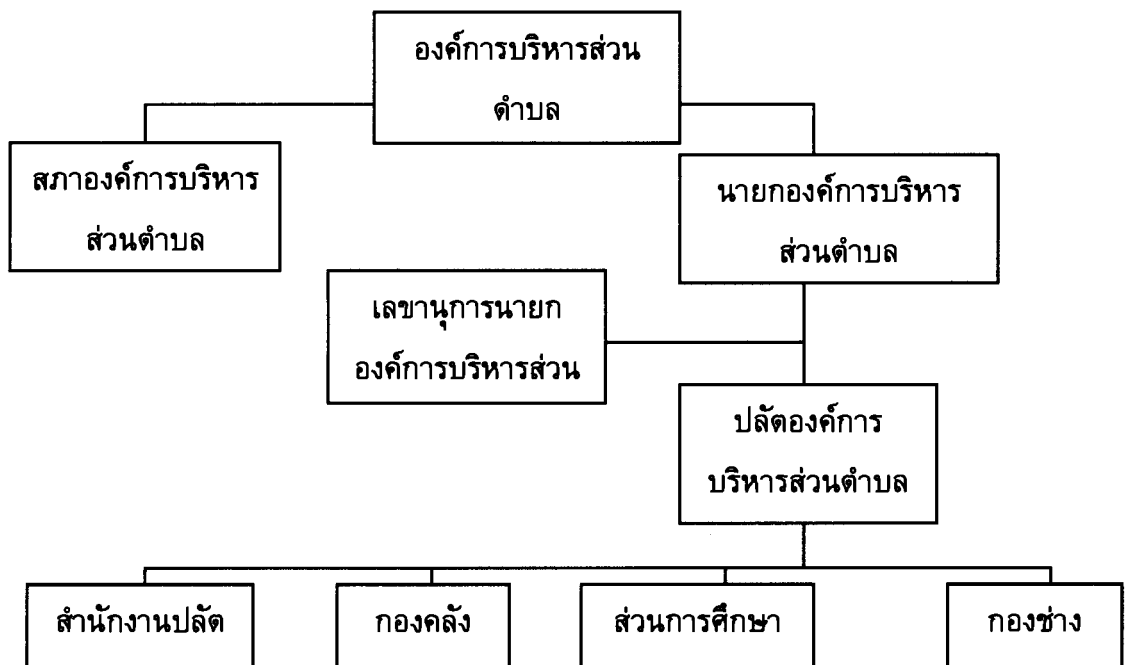 องค์การบริหารส่วน
ตำบล
สภาองค์การบริหาร
ส่วนตำบล
นายกองค์การบริหาร
ส่วนตำบล
เลขานุการนายก
องค์การบริหารส่วน
ปลัตองค์การ
บริหารส่วนตำบล
สำนักงานปลัต
กองคลัง
ส่วนการศึกษา
กองช่าง